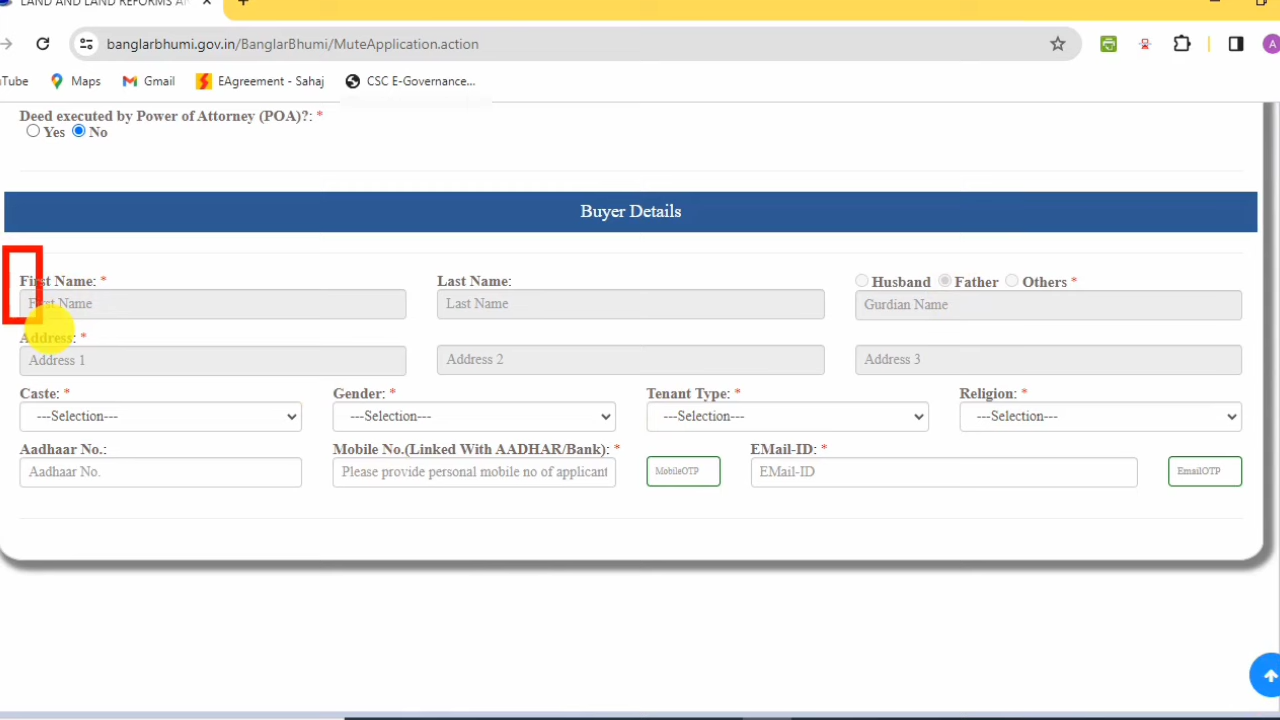 LAND AND LAND REFORMS A
banglarbhumi.gov.in/BanglarBhumi/MuteApplication.action
A
Tube Maps Gmail EAgreement - Sahaj CSC E-Governance...
Deed executed by Power of Attorney (POA)?: *
Yes No
Buyer Details
First Name: * Last Name: Husband Father Others *
First Name Last Name Gurdian Name
Address: *
Address 1 Address 2 Address 3
Caste: * Gender: * Tenant Type: * Religion: *
---Selection--- ---Selection--- ---Selection--- ---Selection---
Aadhaar No.: Mobile No.(Linked With AADHAR/Bank): * EMail-ID: *
Aadhaar No. Please provide personal mobile no of applicant MobileOTP EMail-ID EmailOTP